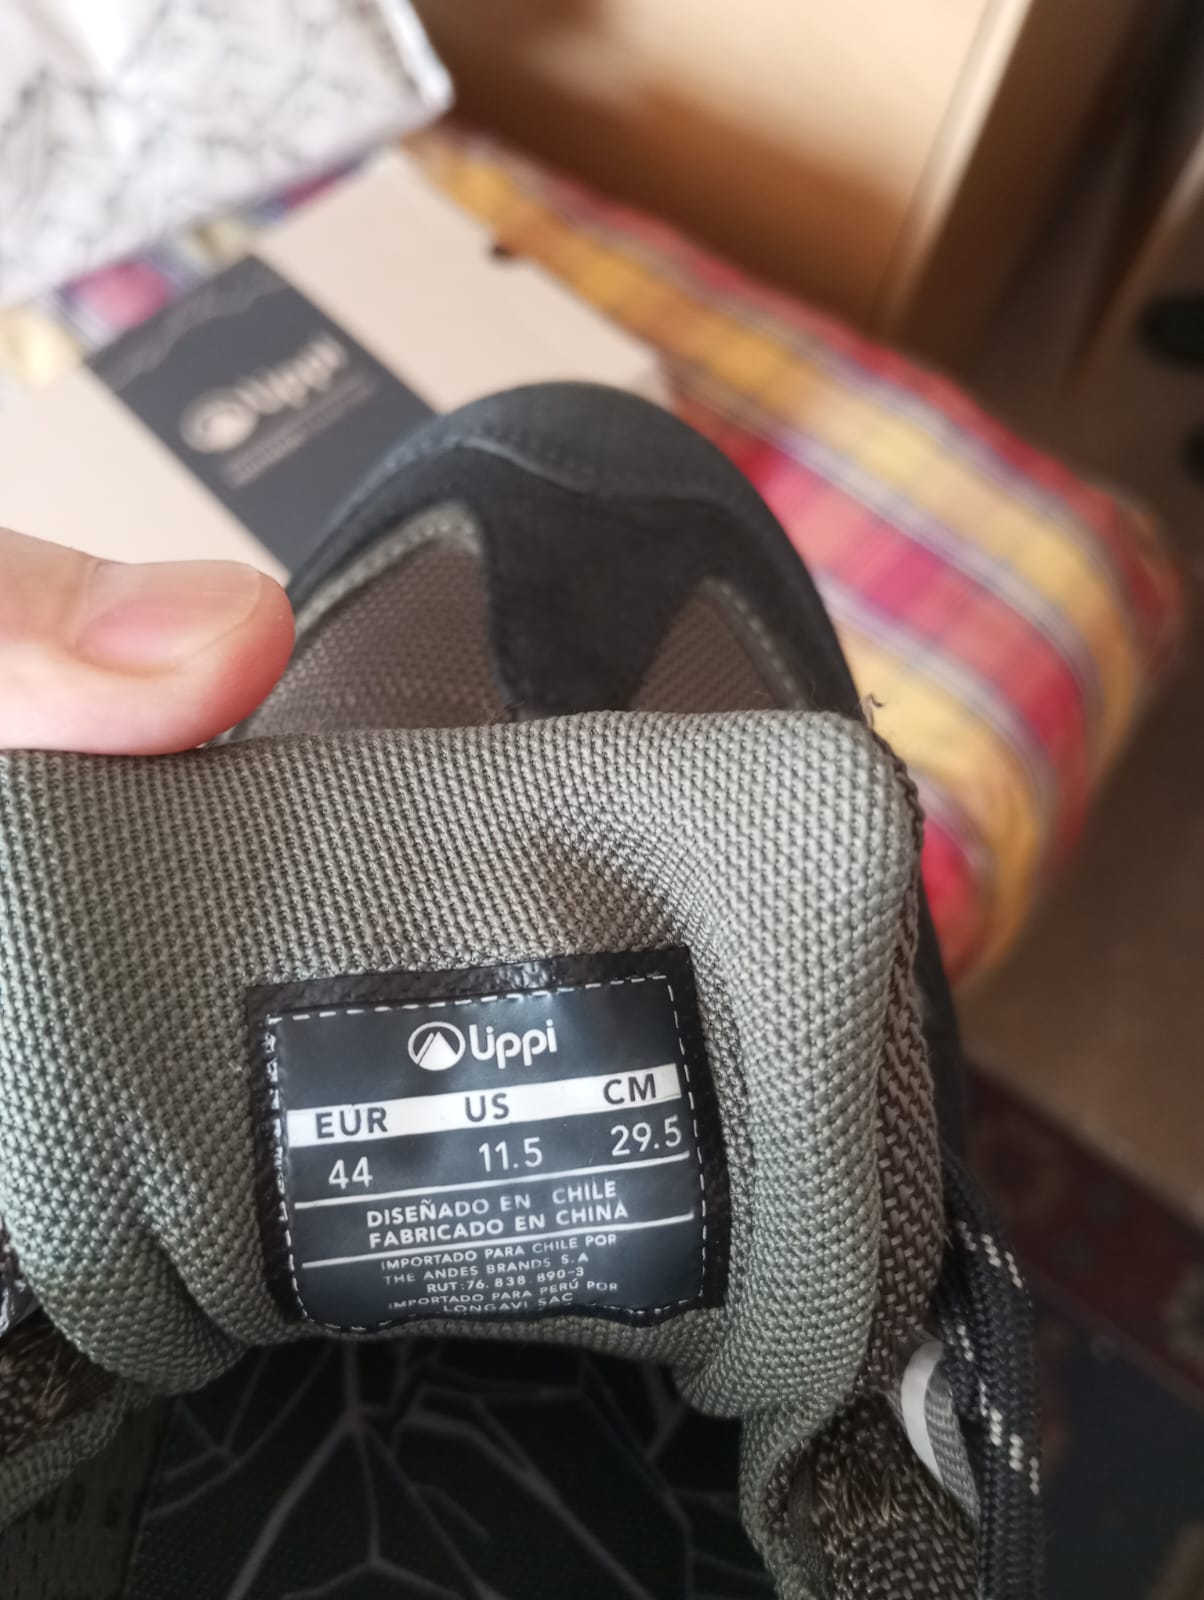 lippi
lippi
EUR US CM
44 11.5 29.5
DISEÑADO EN CHILE
FABRICADO EN CHINA
IMPORTADO PARA CHILE POR
THE ANDES BRANDS S.A
RUT:76.838 890-3
IMPORTADO PARA PERÚ POR
LONGAVI SAC